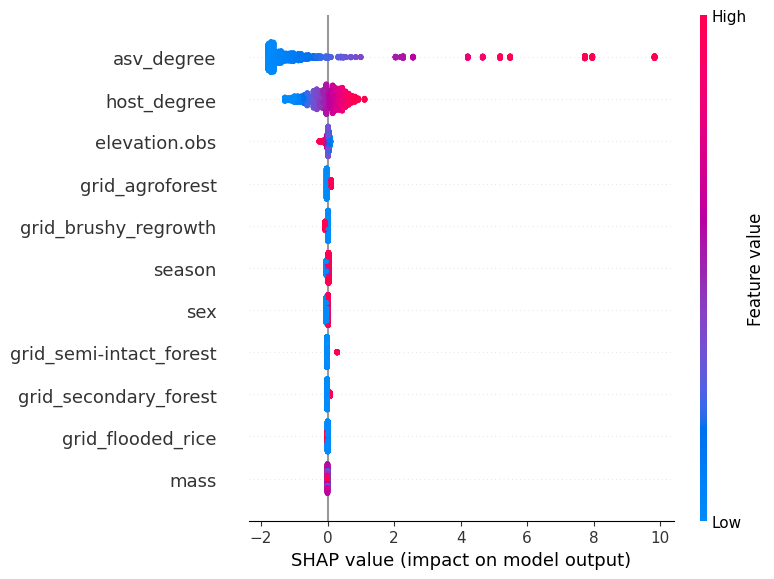 High
asv_degree
host_degree
elevation.obs
grid_agroforest
grid_brushy_regrowth
season
sex
grid_semi-intact_forest
grid_secondary_forest
grid_flooded_rice
mass
Feature value
Low
−2 0 2 4 6 8 10
SHAP value (impact on model output)